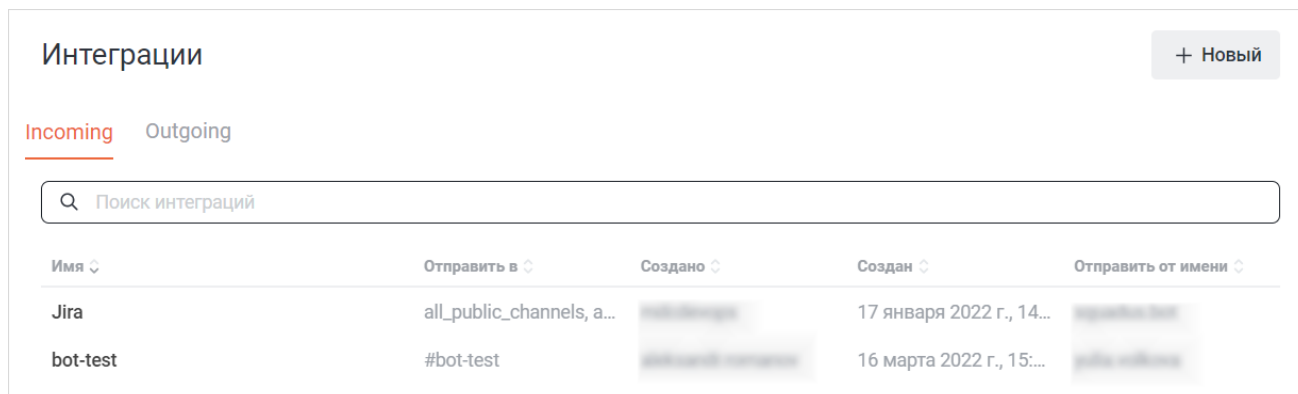 Интеграции
+ Новый
Incoming Outgoing
Поиск интеграций
Имя Отправить в Создано Создан Отправить от имени
Jira all_public_channels, a... 17 января 2022 г., 14...
bot-test #bot-test 16 марта 2022 г., 15:...